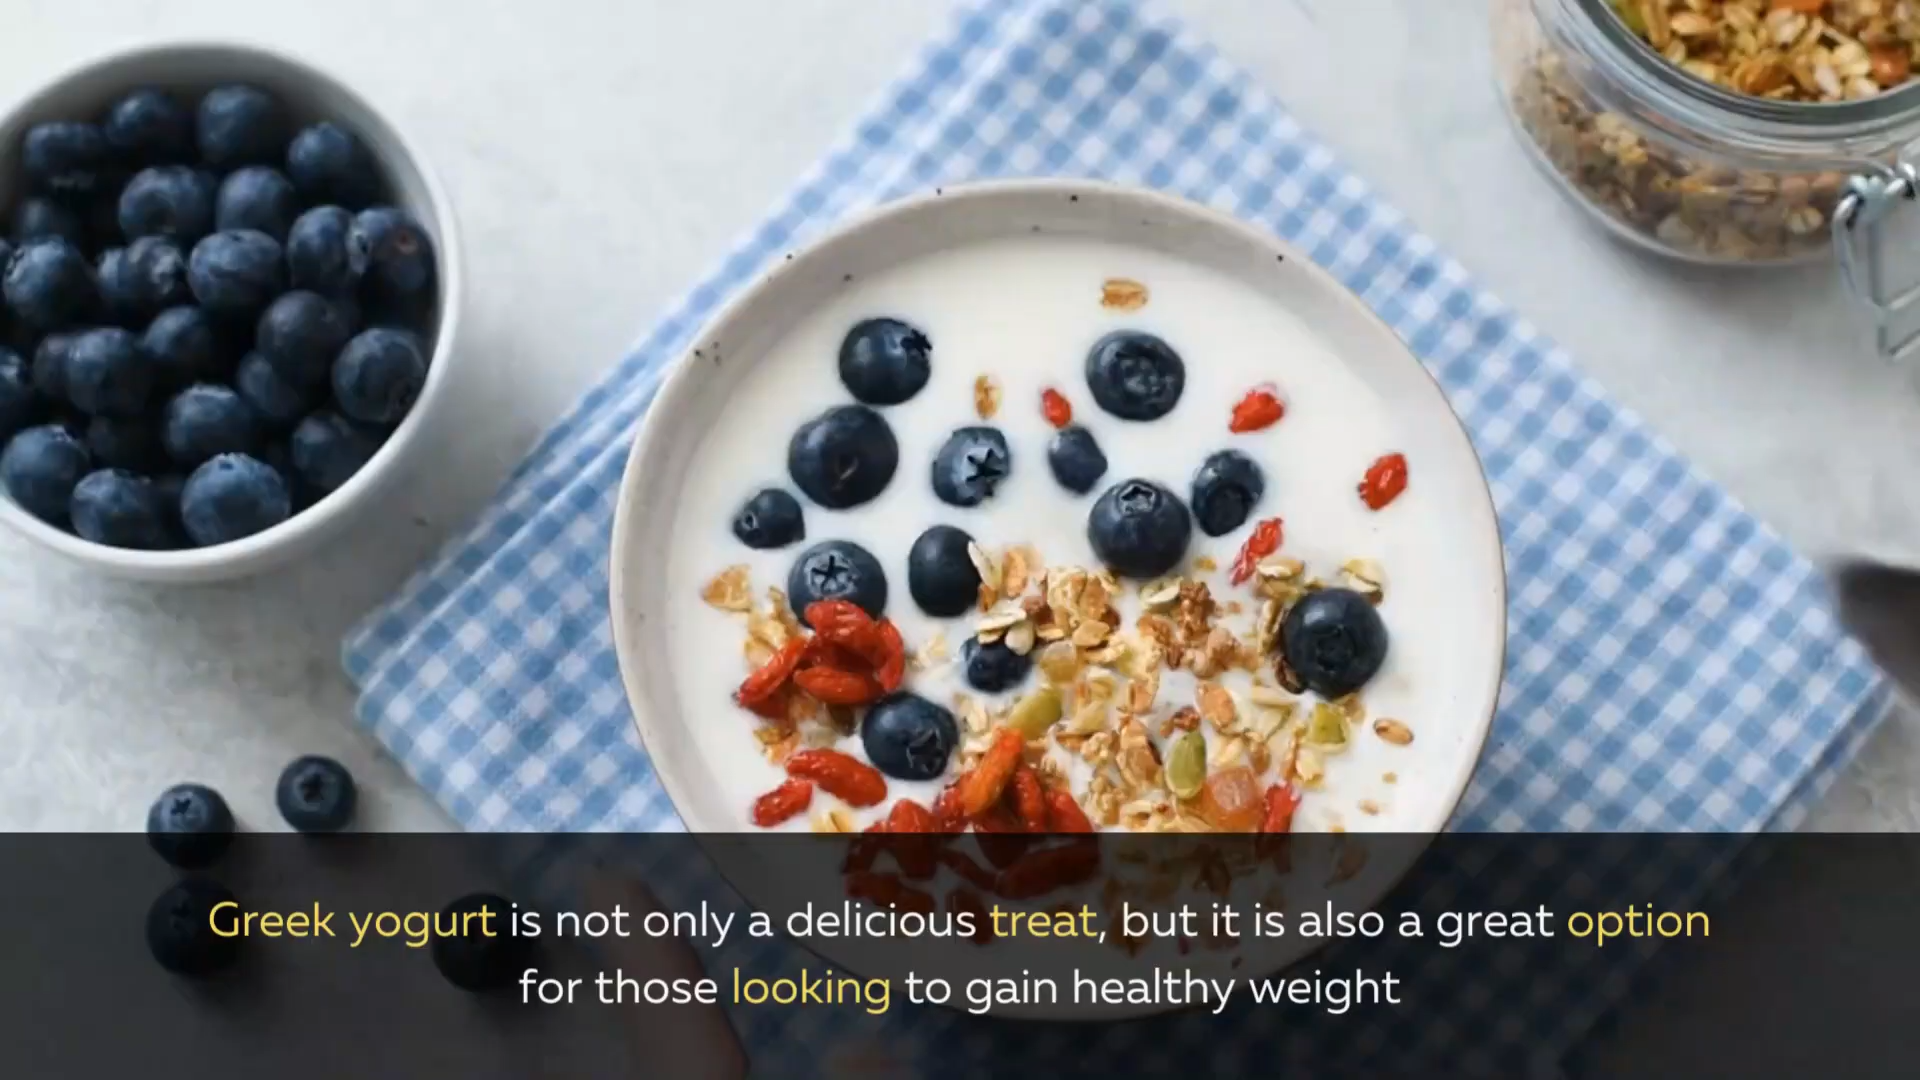 Greek yogurt is not only a delicious treat, but it is also a great option
for those looking to gain healthy weight